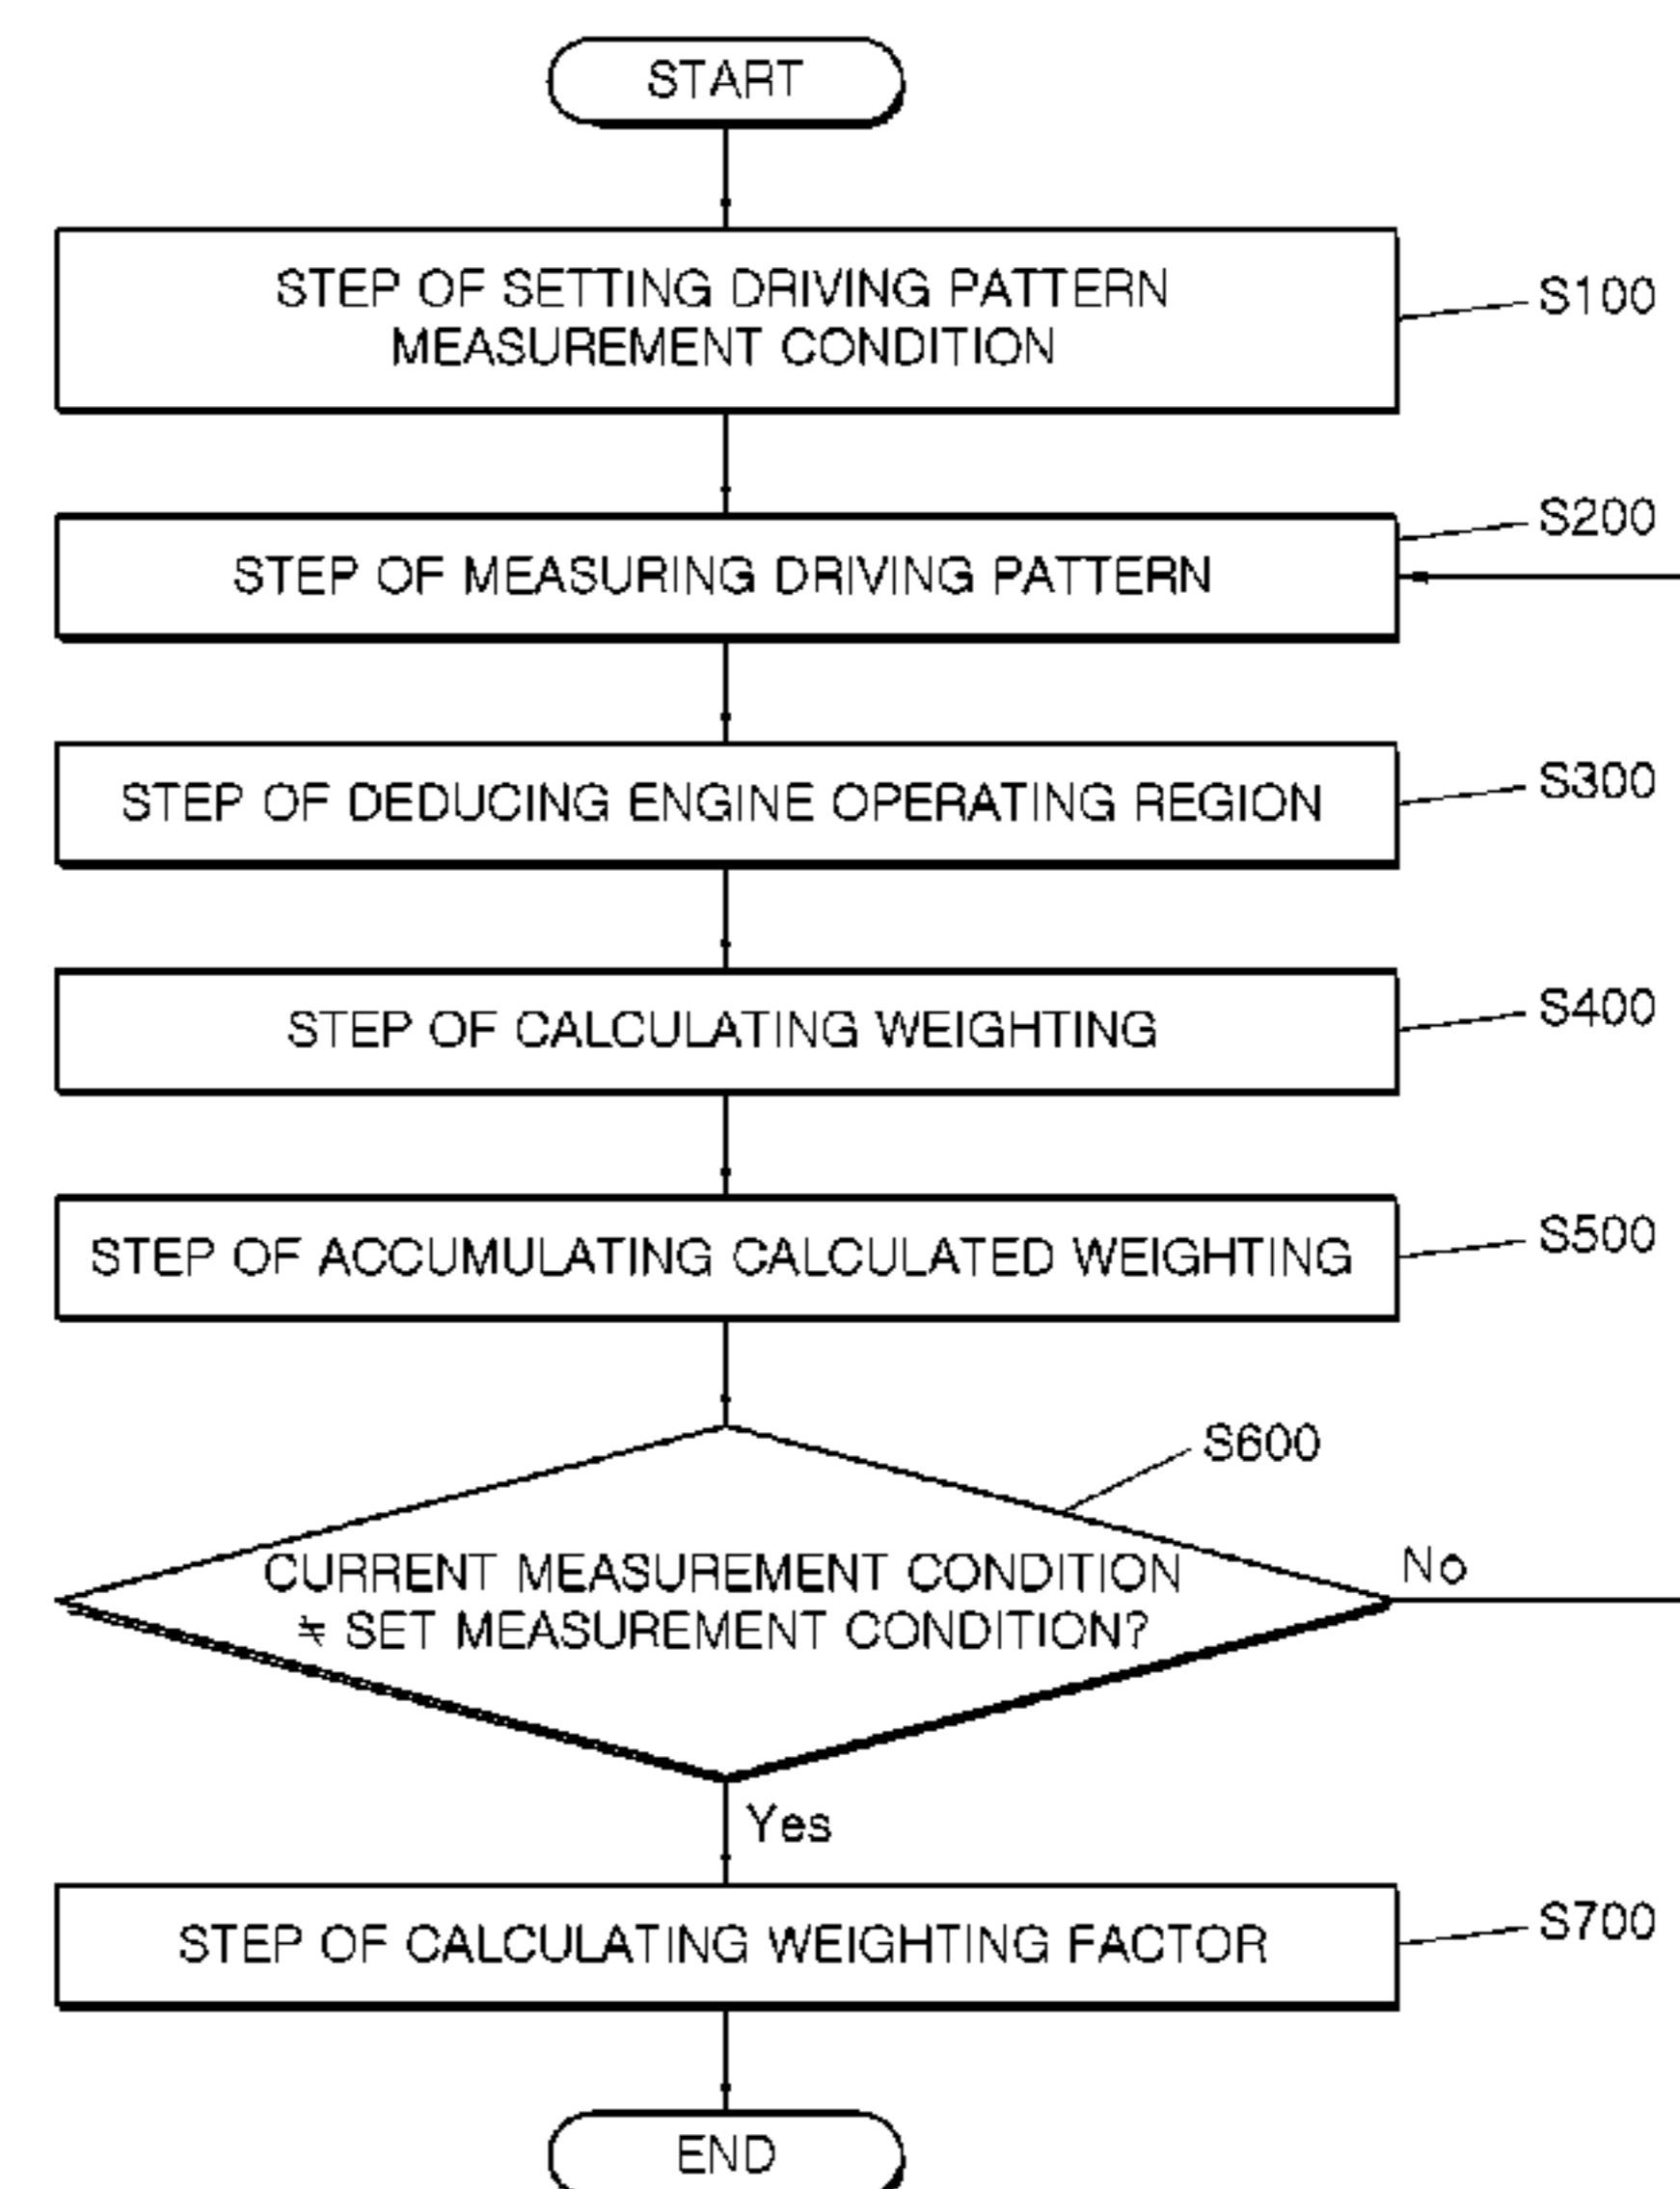 START
STEP OF SETTING DRIVING PATTERN
MEASUREMENT CONDITION
S100
S200
STEP OF MEASURING DRIVING PATTERN
S300
STEP OF DEDUCING ENGINE OPERATING REGION
S400
STEP OF CALCULATING WEIGHTING
S500
STEP OF ACCUMULATING CALCULATED WEIGHTING
S600
CURRENT MEASUREMENT CONDITION
≒ SET MEASUREMENT CONDITION?
No
Yes
S700
STEP OF CALCULATING WEIGHTING FACTOR
END